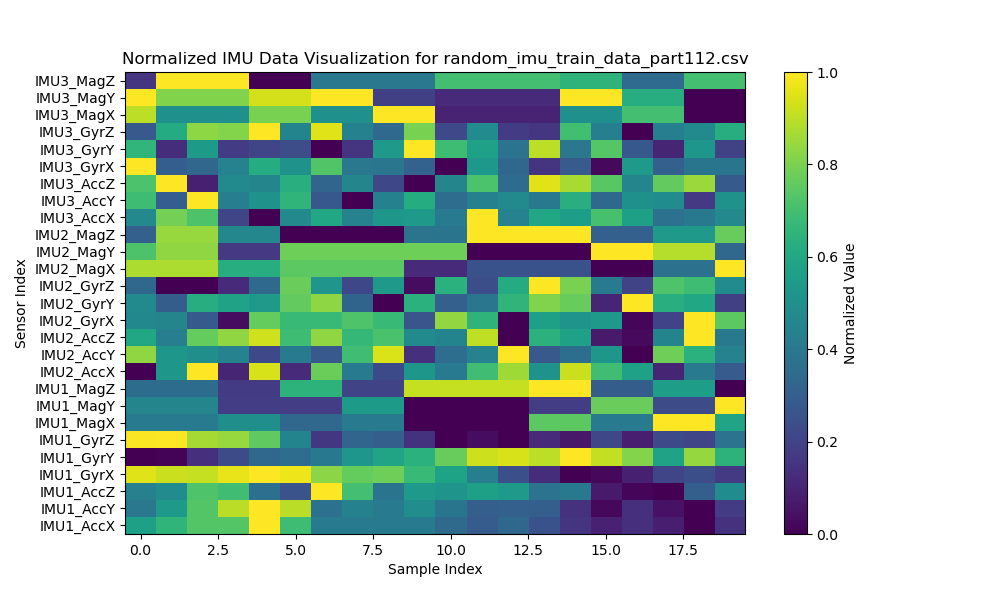 Normalized IMU Data Visualization for random_imu_train_data_part112.csv
IMU3_MagZ
IMU3_MagY
IMU3_MagX
IMU3_GyrZ
IMU3_GyrY
IMU3_GyrX
IMU3_AccZ
IMU3_AccY
IMU3_AccX
IMU2_MagZ
IMU2_MagY
IMU2_MagX
IMU2_GyrZ
IMU2_GyrY
IMU2_GyrX
IMU2_AccZ
IMU2_AccY
IMU2_AccX
IMU1_MagZ
IMU1_MagY
IMU1_MagX
IMU1_GyrZ
IMU1_GyrY
IMU1_GyrX
IMU1_AccZ
IMU1_AccY
IMU1_AccX
Sensor Index
0.0 2.5 5.0 7.5 10.0 12.5 15.0 17.5
Sample Index
1.0
0.8
0.6
0.4
0.2
0.0
Normalized Value